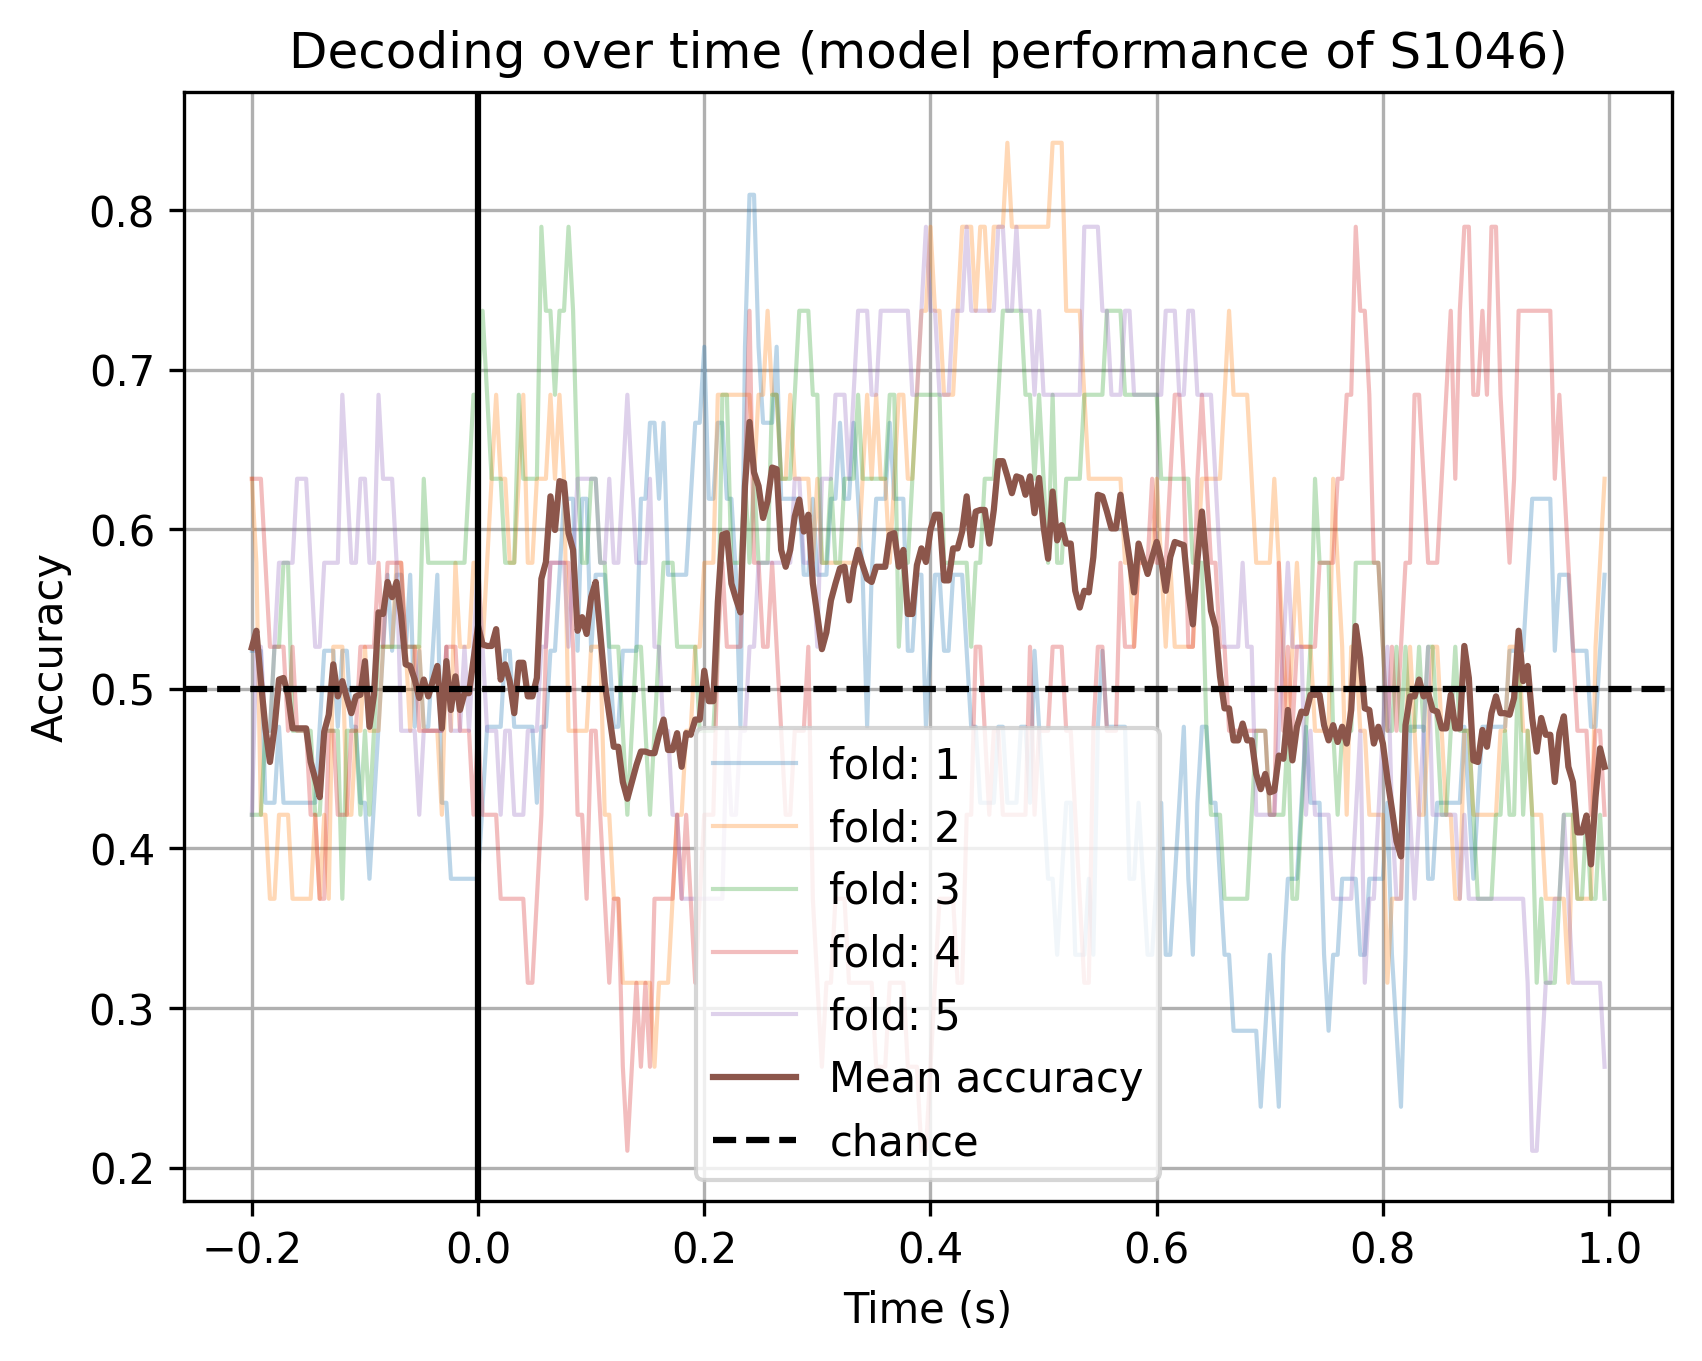 Decoding over time (model performance of S1046)
Accuracy
0.8
0.7
0.6
0.5
0.4
0.3
0.2
fold: 1
fold: 2
fold: 3
fold: 4
fold: 5
Mean accuracy
chance
−0.2 0.0 0.2 0.4 0.6 0.8 1.0
Time (s)